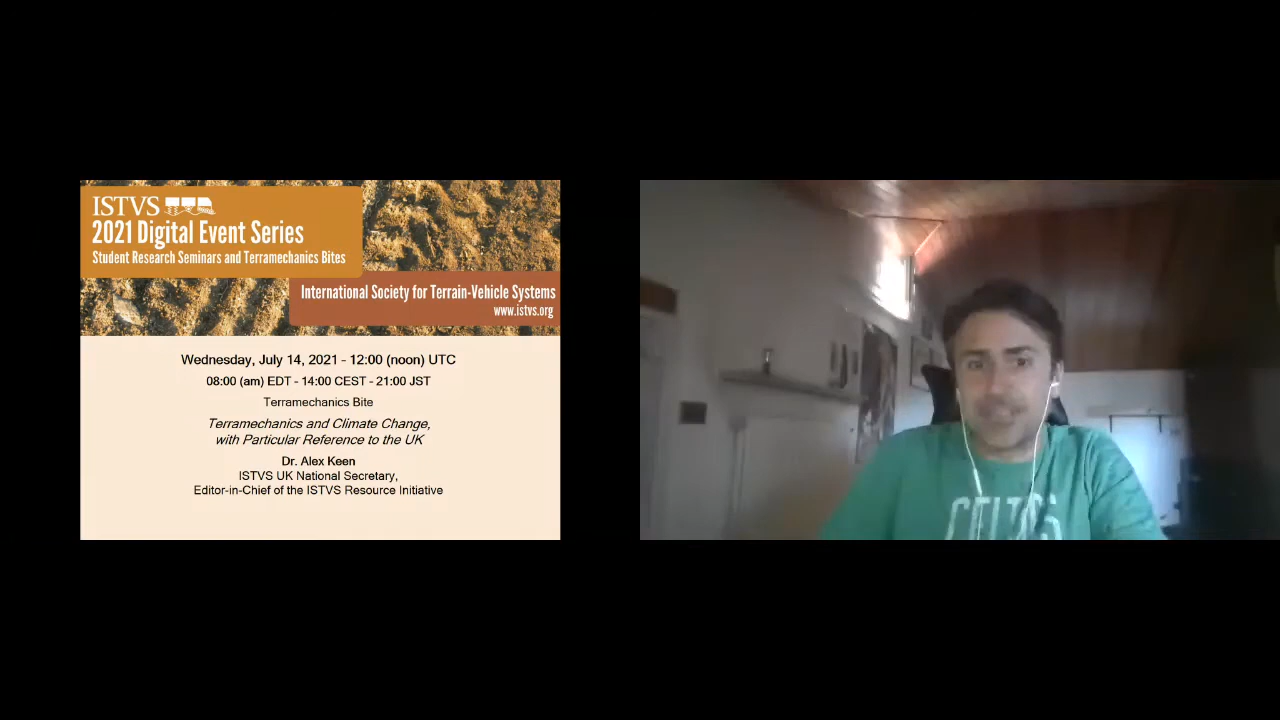 ISTVS
2021 Digital Event Series
Student Research Seminars and Terramechanics Bites
International Society for Terrain-Vehicle Systems
www.istvs.org
Wednesday, July 14, 2021 - 12:00 (noon) UTC
08:00 (am) EDT - 14:00 CEST - 21:00 JST
Terramechanics Bite
Terramechanics and Climate Change,
with Particular Reference to the UK
Dr. Alex Keen
ISTVS UK National Secretary,
Editor-in-Chief of the ISTVS Resource Initiative
CELTICS